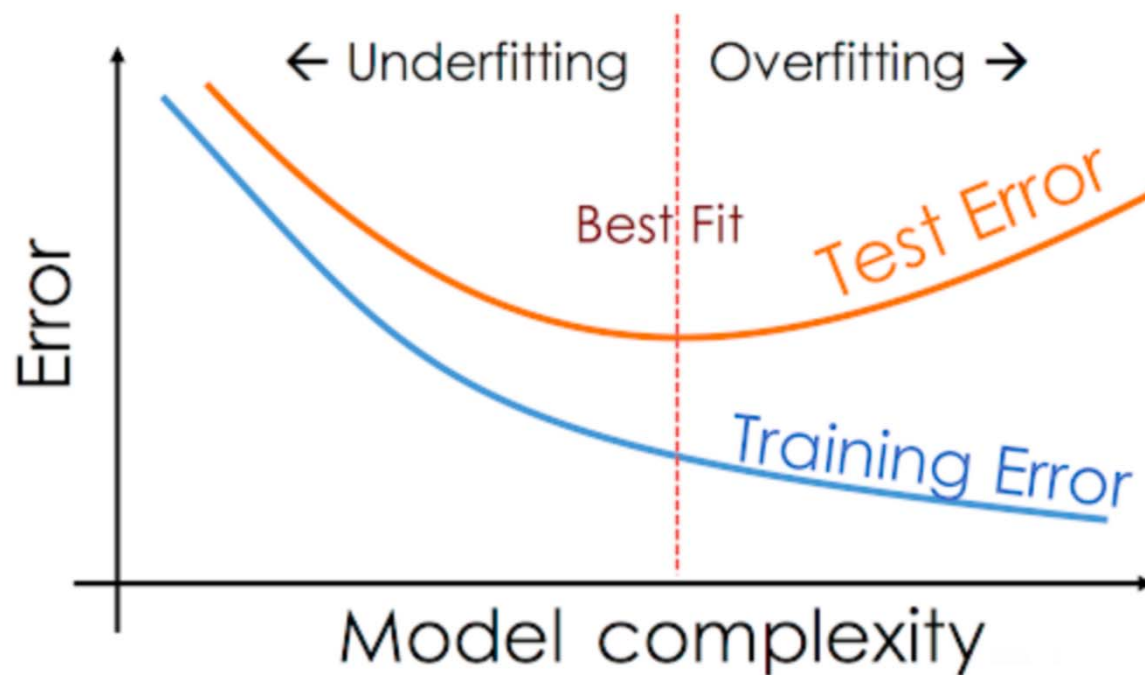 ← Underfitting
Overfitting →
Best Fit
Test Error
Error
Training Error
Model complexity